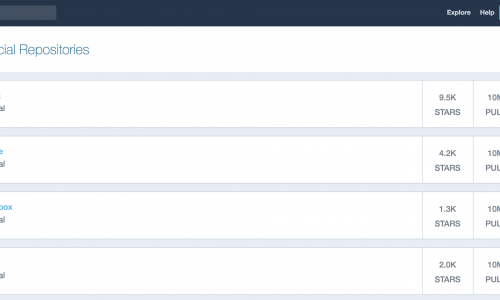 Explore Help
cial Repositories
9.5K 10M
al
STARS PUL
e
4.2K 10M
al
STARS PUL
box
1.3K 10M
al
STARS PUL
2.0K 10M
al
STARS PUL